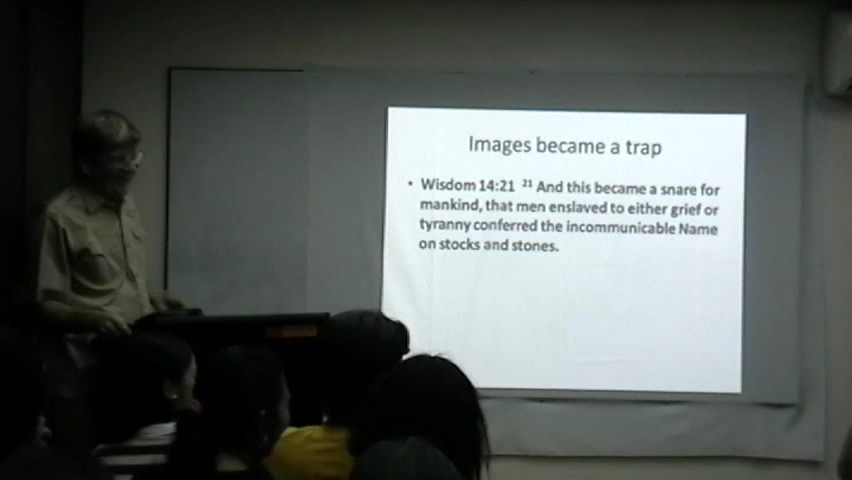 Images became a trap
• Wisdom 14:21 ²¹ And this became a snare for
mankind, that men enslaved to either grief or
tyranny conferred the incommunicable Name
on stocks and stones.